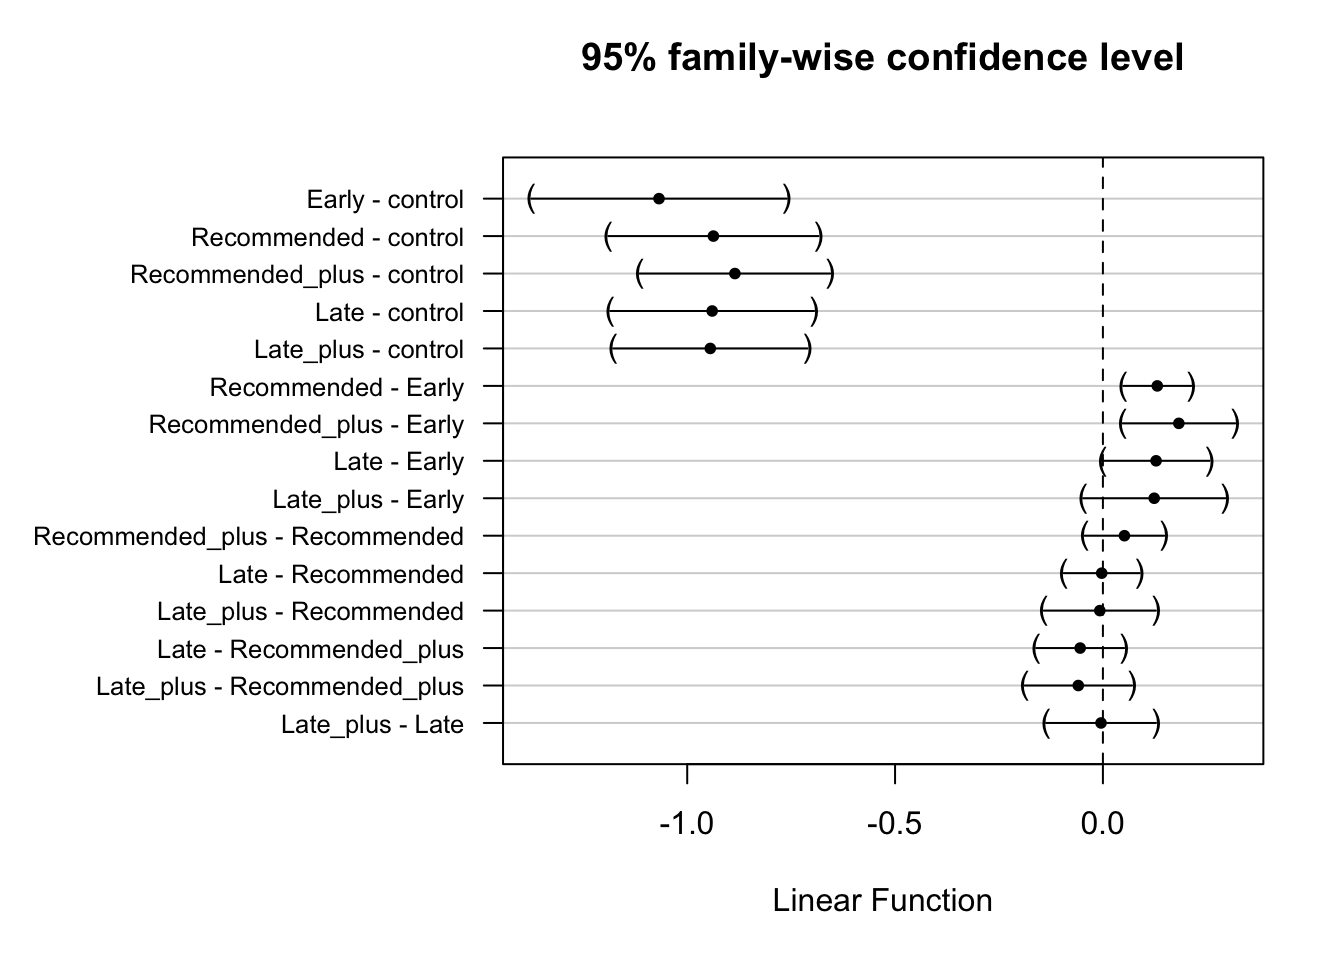 95% family-wise confidence level
Early - control
Recommended - control
Recommended_plus - control
Late - control
Late_plus - control
Recommended - Early
Recommended_plus - Early
Late - Early
Late_plus - Early
Recommended_plus - Recommended
Late - Recommended
Late_plus - Recommended
Late - Recommended_plus
Late_plus - Recommended_plus
Late_plus - Late
-1.0 -0.5 0.0
Linear Function